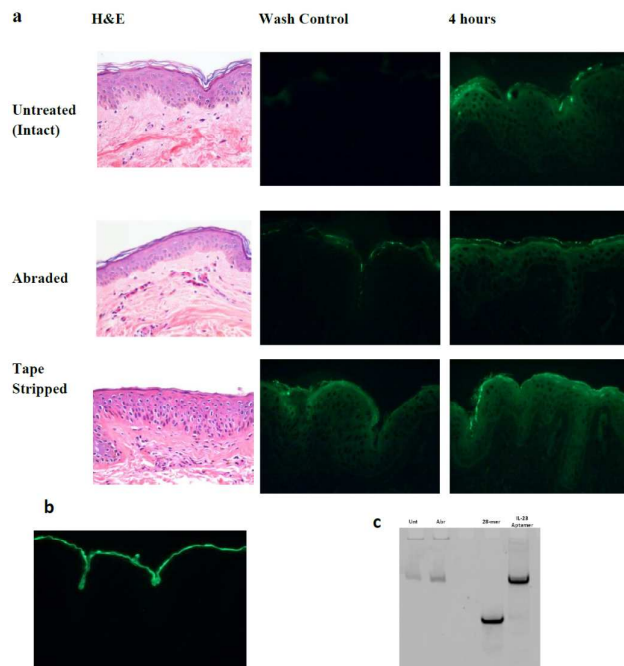 a
H&E Wash Control 4 hours
Untreated
(Intact)
Abraded
Tape
Stripped
b
c
Unt Abr 28-mer IL-23
Aptamer